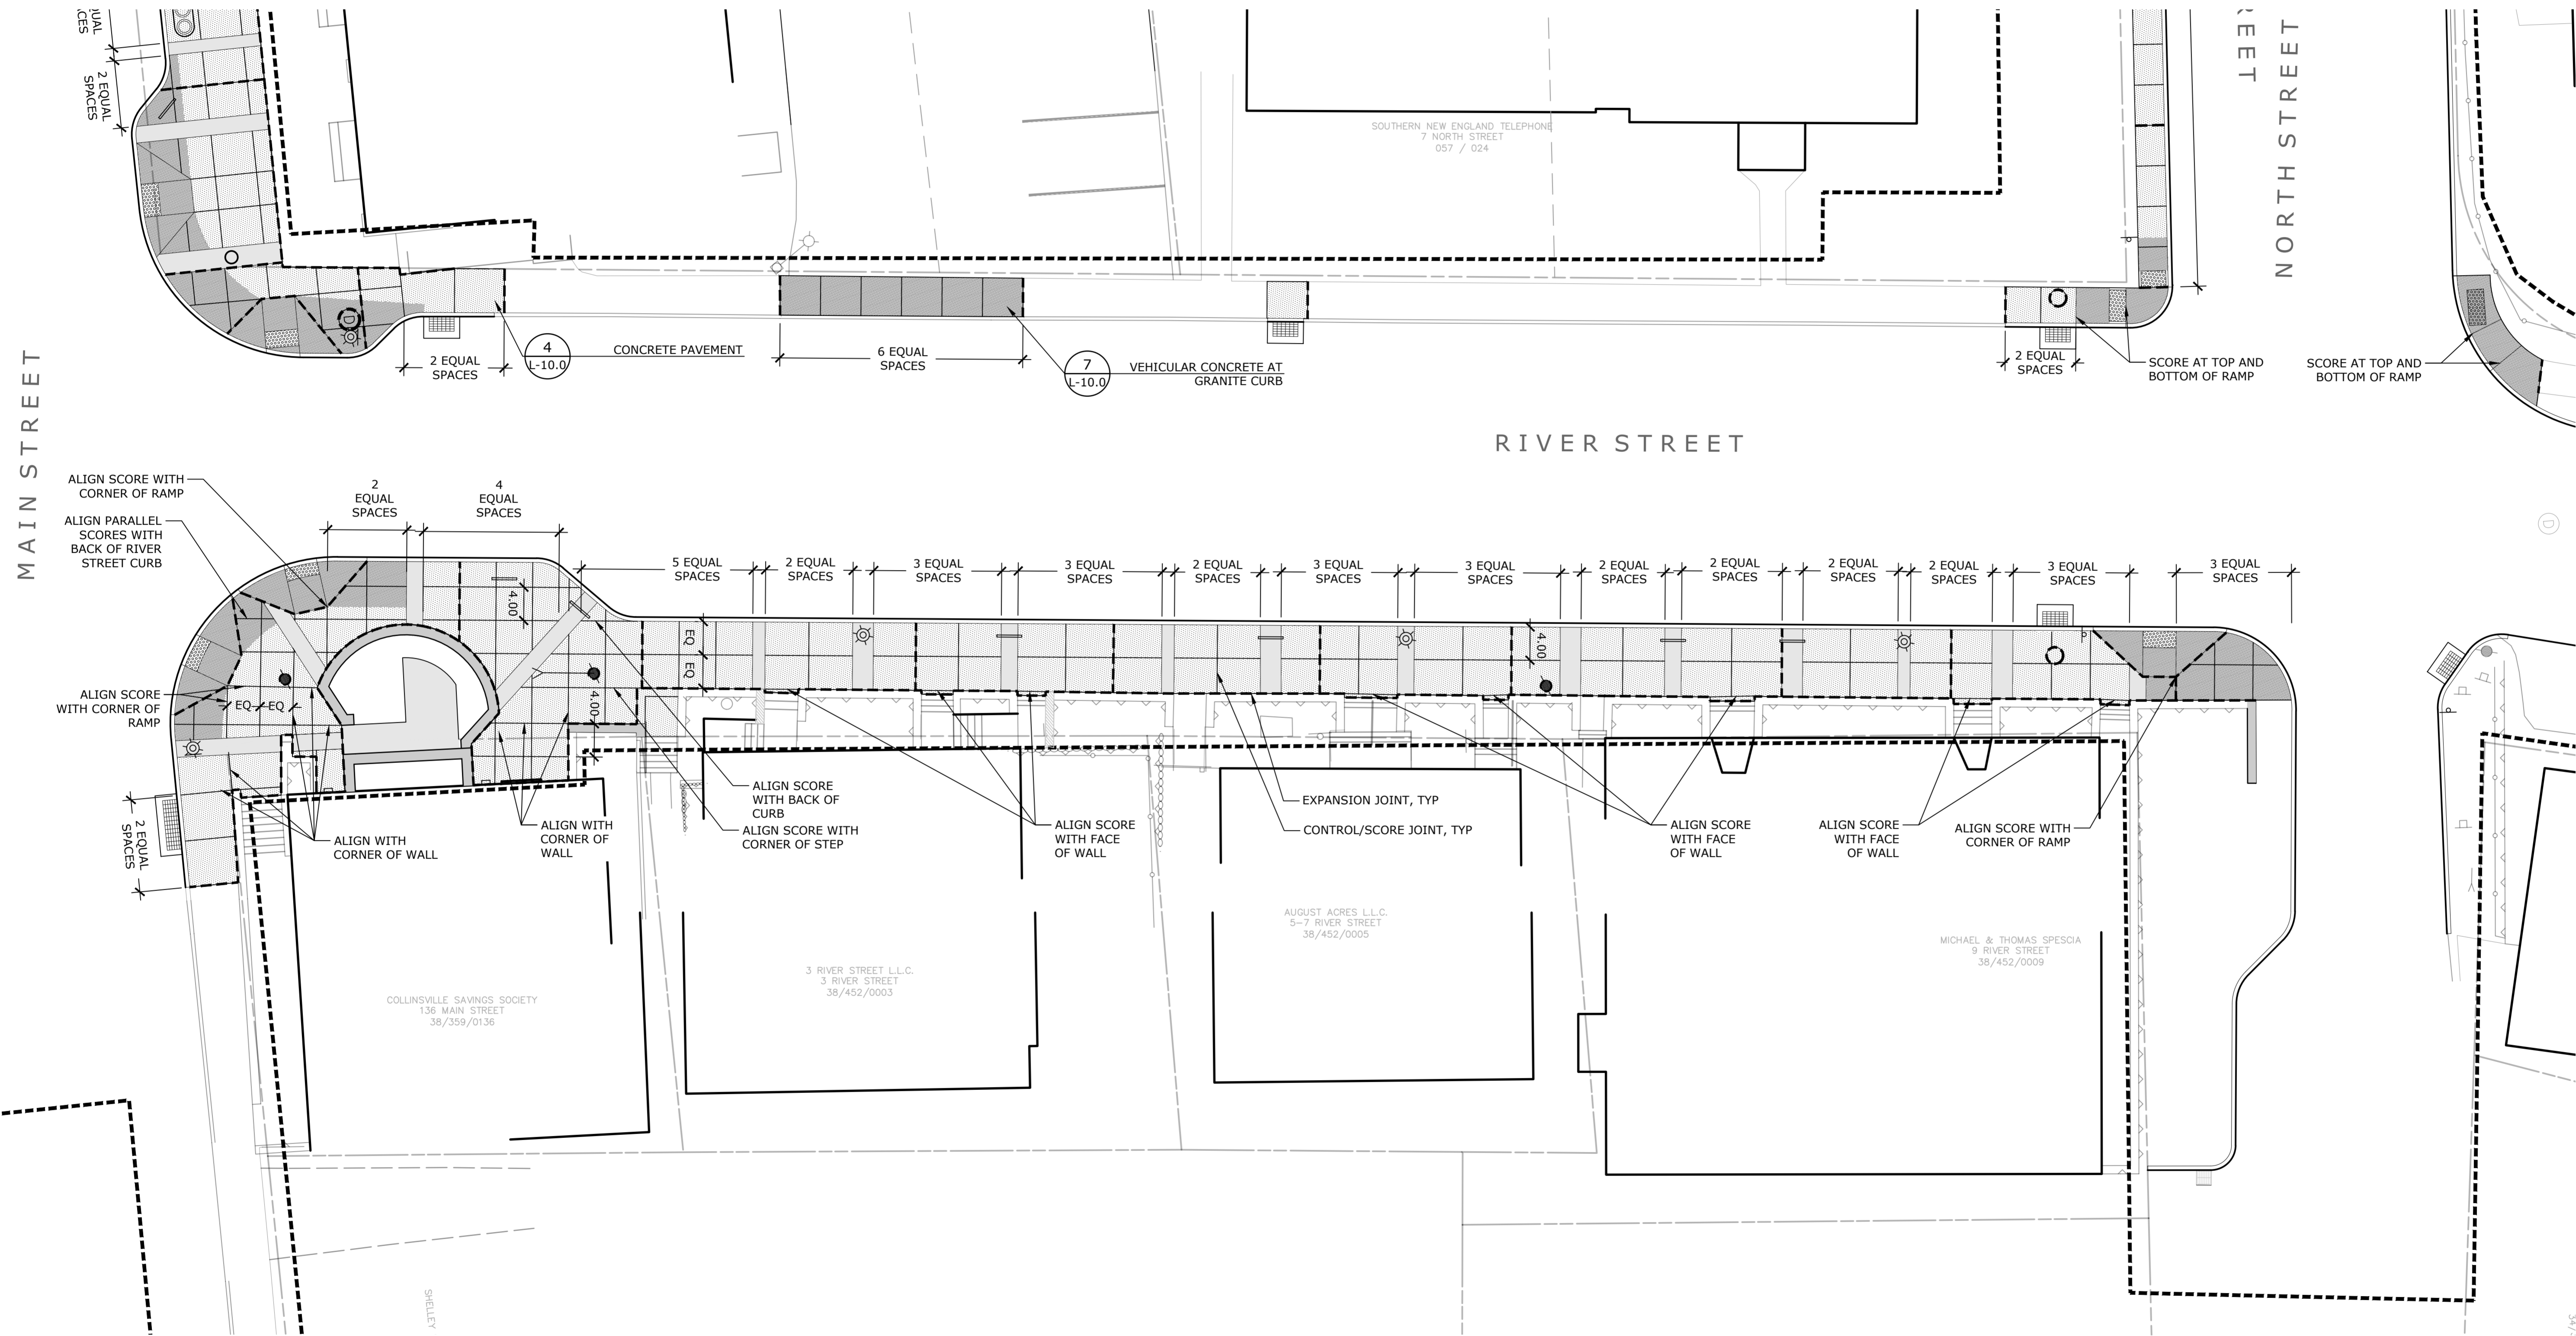 QUAL
CES
2 EQUAL
SPACES
MAIN STREET
SOUTHERN NEW ENGLAND TELEPHONE
7 NORTH STREET
057 / 024
REET
NORTH STREET
D
2 EQUAL
SPACES
4
L-10.0
CONCRETE PAVEMENT
6 EQUAL
SPACES
7
L-10.0
VEHICULAR CONCRETE AT
GRANITE CURB
2 EQUAL
SPACES
SCORE AT TOP AND
BOTTOM OF RAMP
SCORE AT TOP AND
BOTTOM OF RAMP
RIVER STREET
ALIGN SCORE WITH
CORNER OF RAMP
ALIGN PARALLEL
SCORES WITH
BACK OF RIVER
STREET CURB
2
EQUAL
SPACES
4
EQUAL
SPACES
D
5 EQUAL
SPACES
2 EQUAL
SPACES
3 EQUAL
SPACES
3 EQUAL
SPACES
2 EQUAL
SPACES
3 EQUAL
SPACES
3 EQUAL
SPACES
2 EQUAL
SPACES
2 EQUAL
SPACES
2 EQUAL
SPACES
2 EQUAL
SPACES
3 EQUAL
SPACES
3 EQUAL
SPACES
4.00
EQ
EQ
4.00
4.00
ALIGN SCORE
WITH CORNER OF
RAMP
EQ
EQ
2 EQUAL
SPACES
ALIGN WITH
CORNER OF WALL
ALIGN WITH
CORNER OF
WALL
ALIGN SCORE
WITH BACK OF
CURB
ALIGN SCORE WITH
CORNER OF STEP
ALIGN SCORE
WITH FACE
OF WALL
EXPANSION JOINT, TYP
CONTROL/SCORE JOINT, TYP
ALIGN SCORE
WITH FACE
OF WALL
ALIGN SCORE
WITH FACE
OF WALL
ALIGN SCORE WITH
CORNER OF RAMP
COLLINSVILLE SAVINGS SOCIETY
136 MAIN STREET
38/359/0136
3 RIVER STREET L.L.C.
3 RIVER STREET
38/452/0003
AUGUST ACRES L.L.C.
5-7 RIVER STREET
38/452/0005
MICHAEL & THOMAS SPESCIA
9 RIVER STREET
38/452/0009
SHELLEY